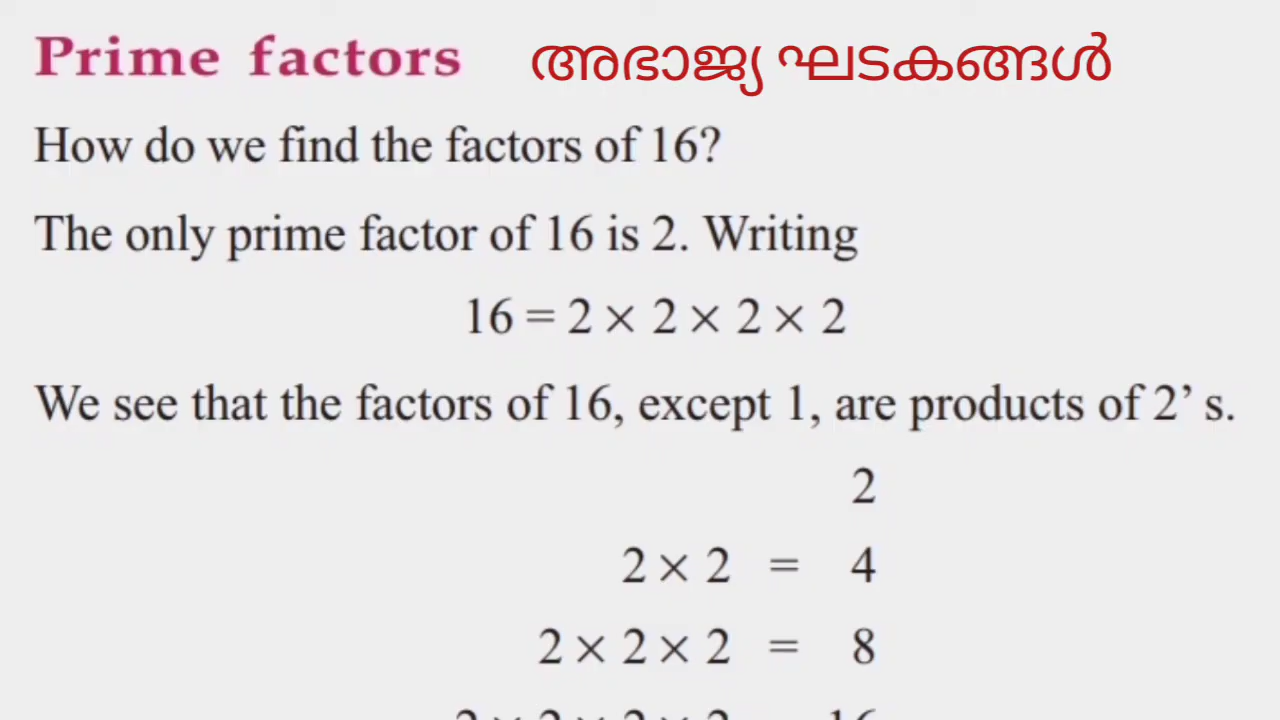 Prime factors അഭാജ്യ ഘടകങ്ങൾ
How do we find the factors of 16?
The only prime factor of 16 is 2. Writing
16 = 2 × 2 × 2 × 2
We see that the factors of 16, except 1, are products of 2’ s.
2
2 × 2 = 4
2 × 2 × 2 = 8